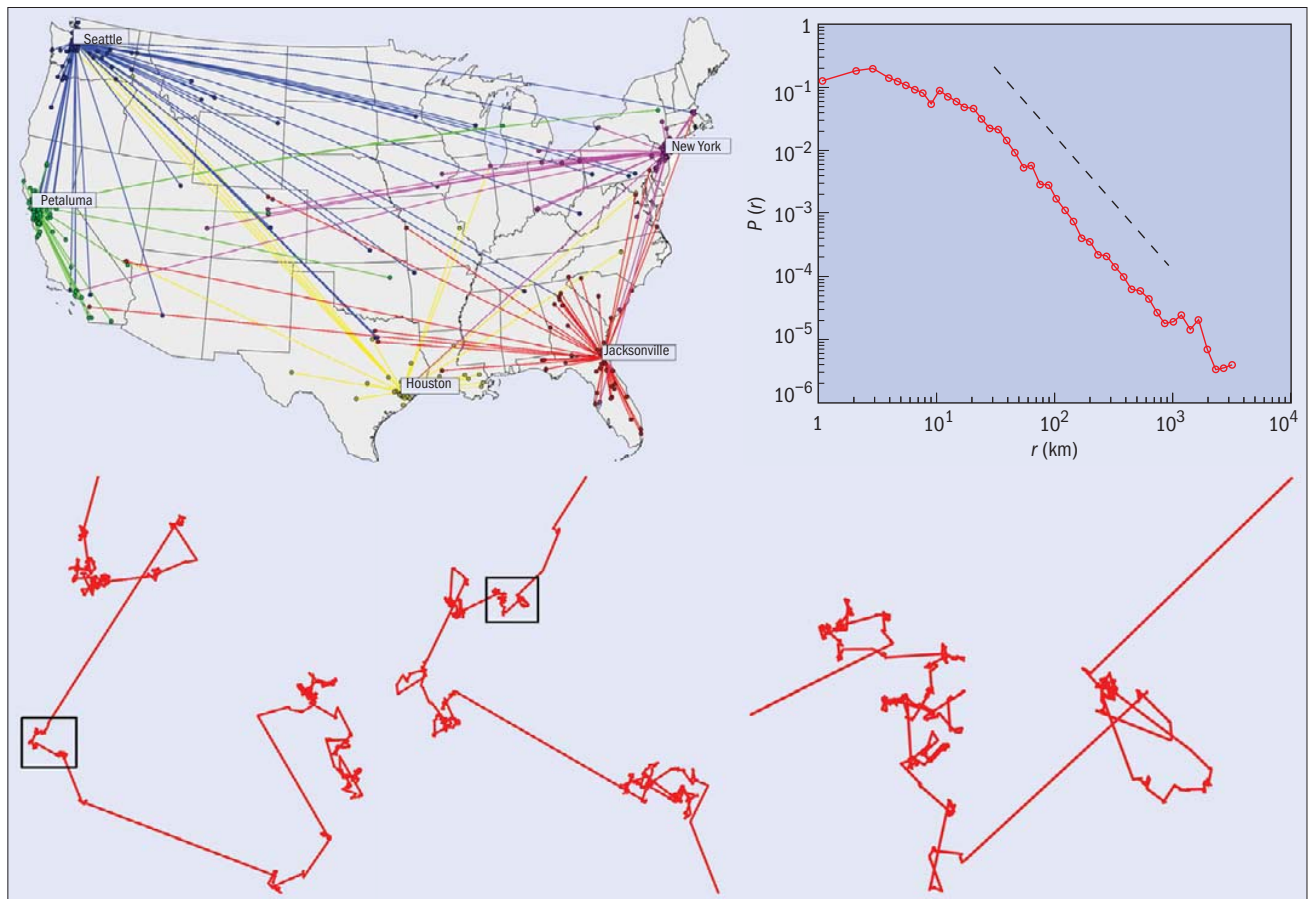 Seattle
New York
Petaluma
Jacksonville
Houston
1
10⁻¹
10⁻²
10⁻³
10⁻⁴
10⁻⁵
10⁻⁶
P (r)
1
10¹
10²
10³
10⁴
r (km)